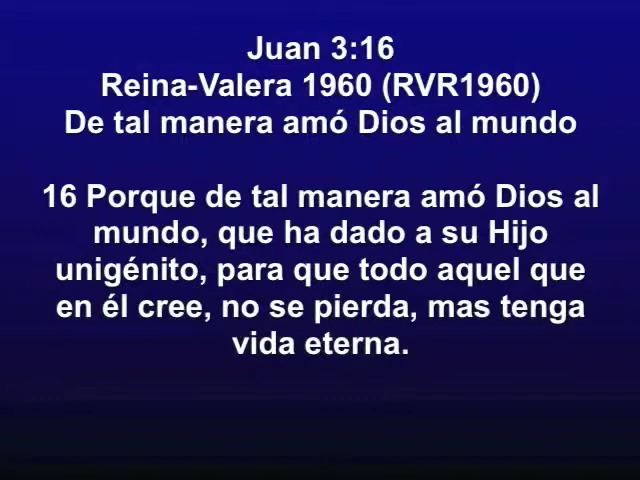 Juan 3:16
Reina-Valera 1960 (RVR1960)
De tal manera amó Dios al mundo
16 Porque de tal manera amó Dios al
mundo, que ha dado a su Hijo
unigénito, para que todo aquel que
en él cree, no se pierda, mas tenga
vida eterna.